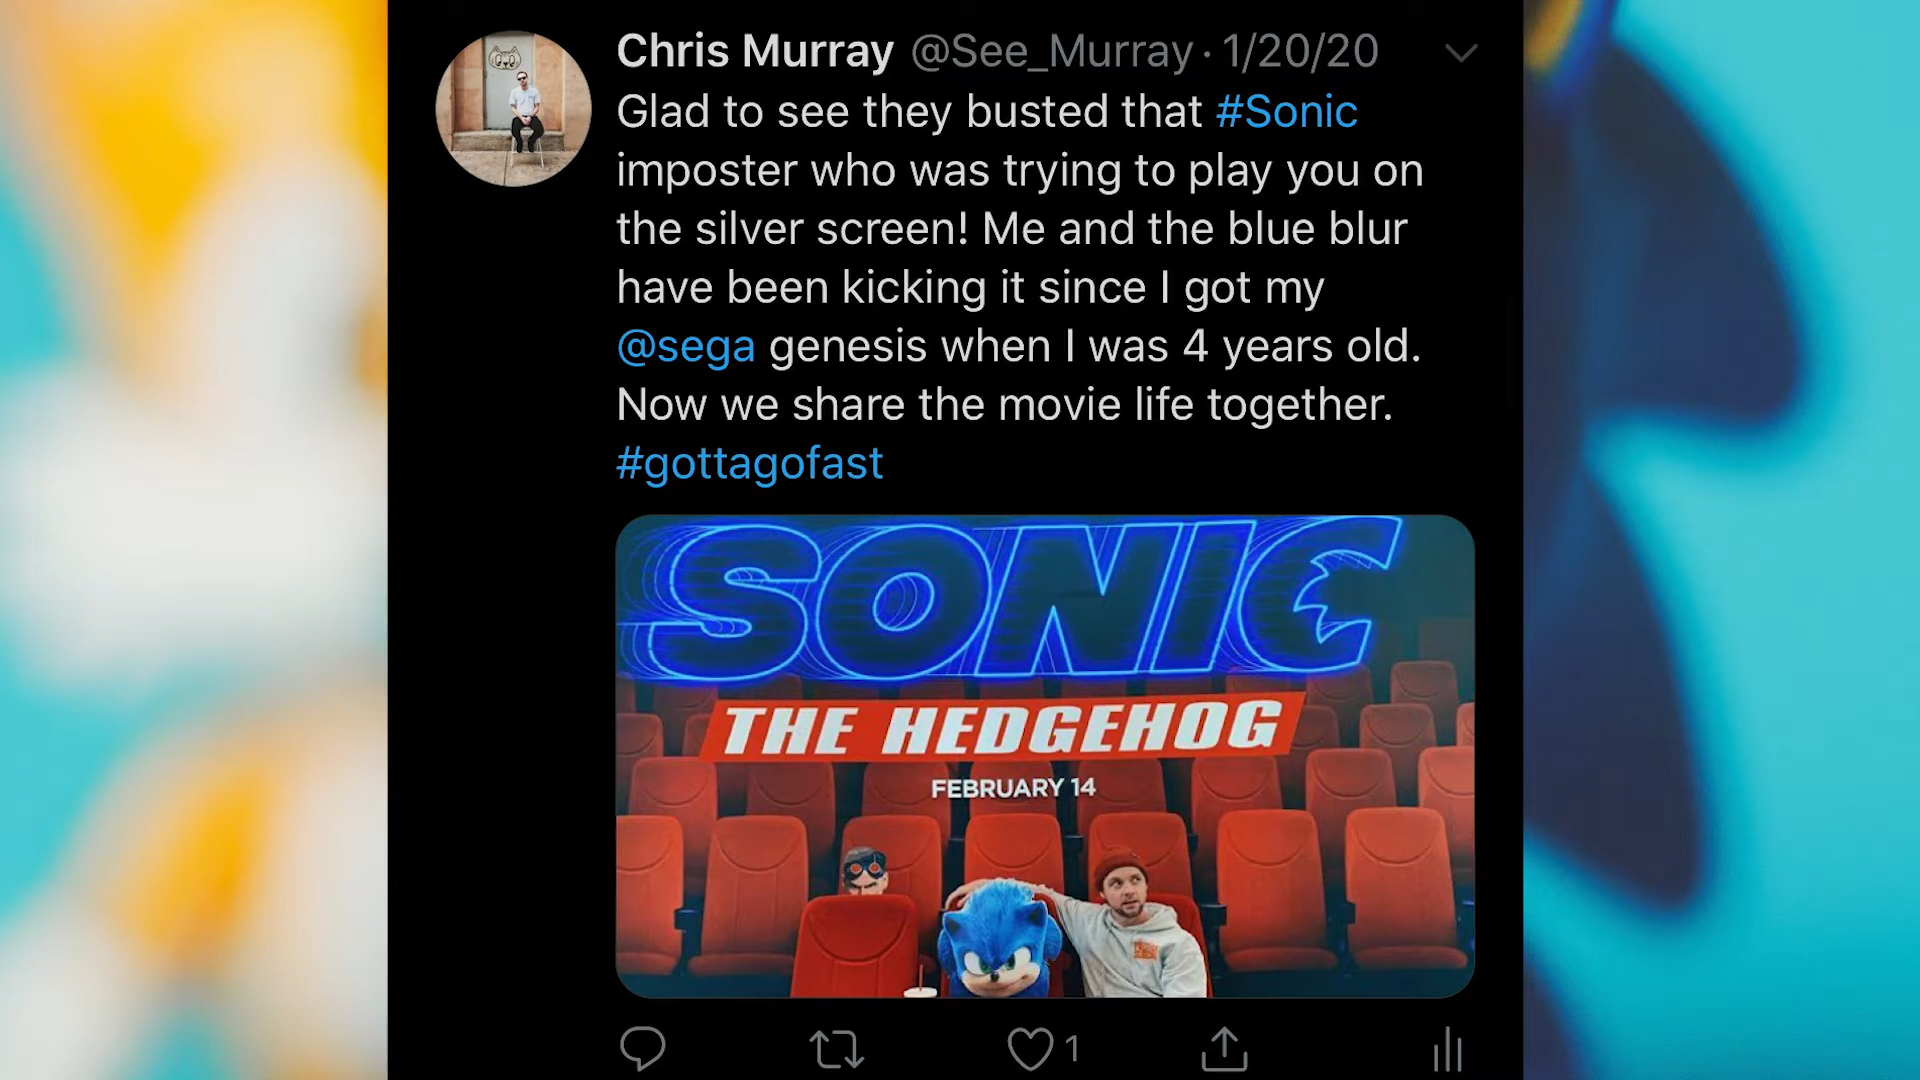 Chris Murray @See_Murray · 1/20/20
Glad to see they busted that #Sonic
imposter who was trying to play you on
the silver screen! Me and the blue blur
have been kicking it since I got my
@sega genesis when I was 4 years old.
Now we share the movie life together.
#gottagofast
SONIC
THE HEDGEHOG
FEBRUARY 14
1